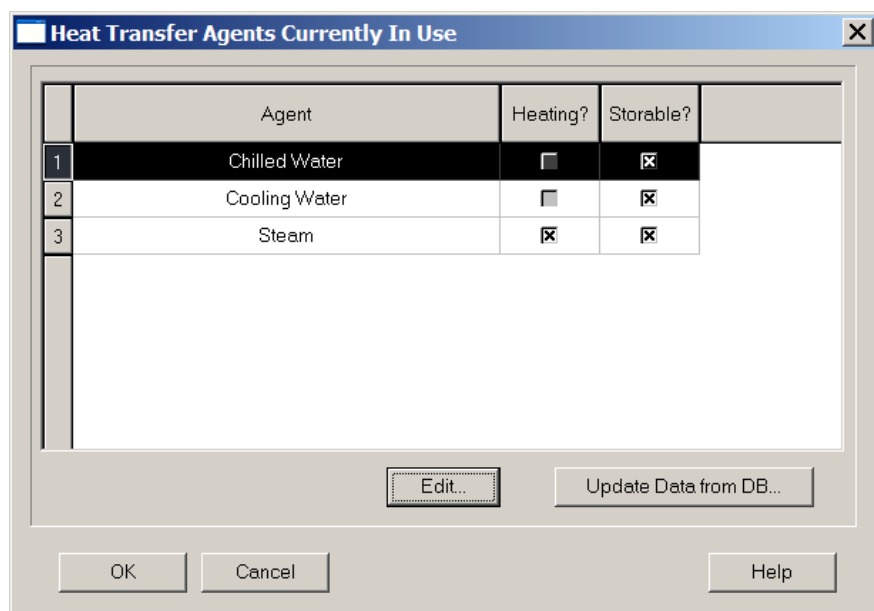 Heat Transfer Agents Currently In Use
Agent Heating? Storable?
1 Chilled Water
2 Cooling Water
3 Steam
Edit... Update Data from DB...
OK Cancel Help